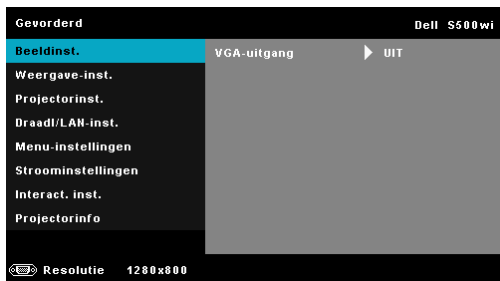 Gevorderd Dell S500wi
Beeldinst. VGA-uitgang UIT
Weergave-inst.
Projectorinst.
Draadl/LAN-inst.
Menu-instellingen
Stroominstellingen
Interact. inst.
Projectorinfo
Resolutie 1280x800